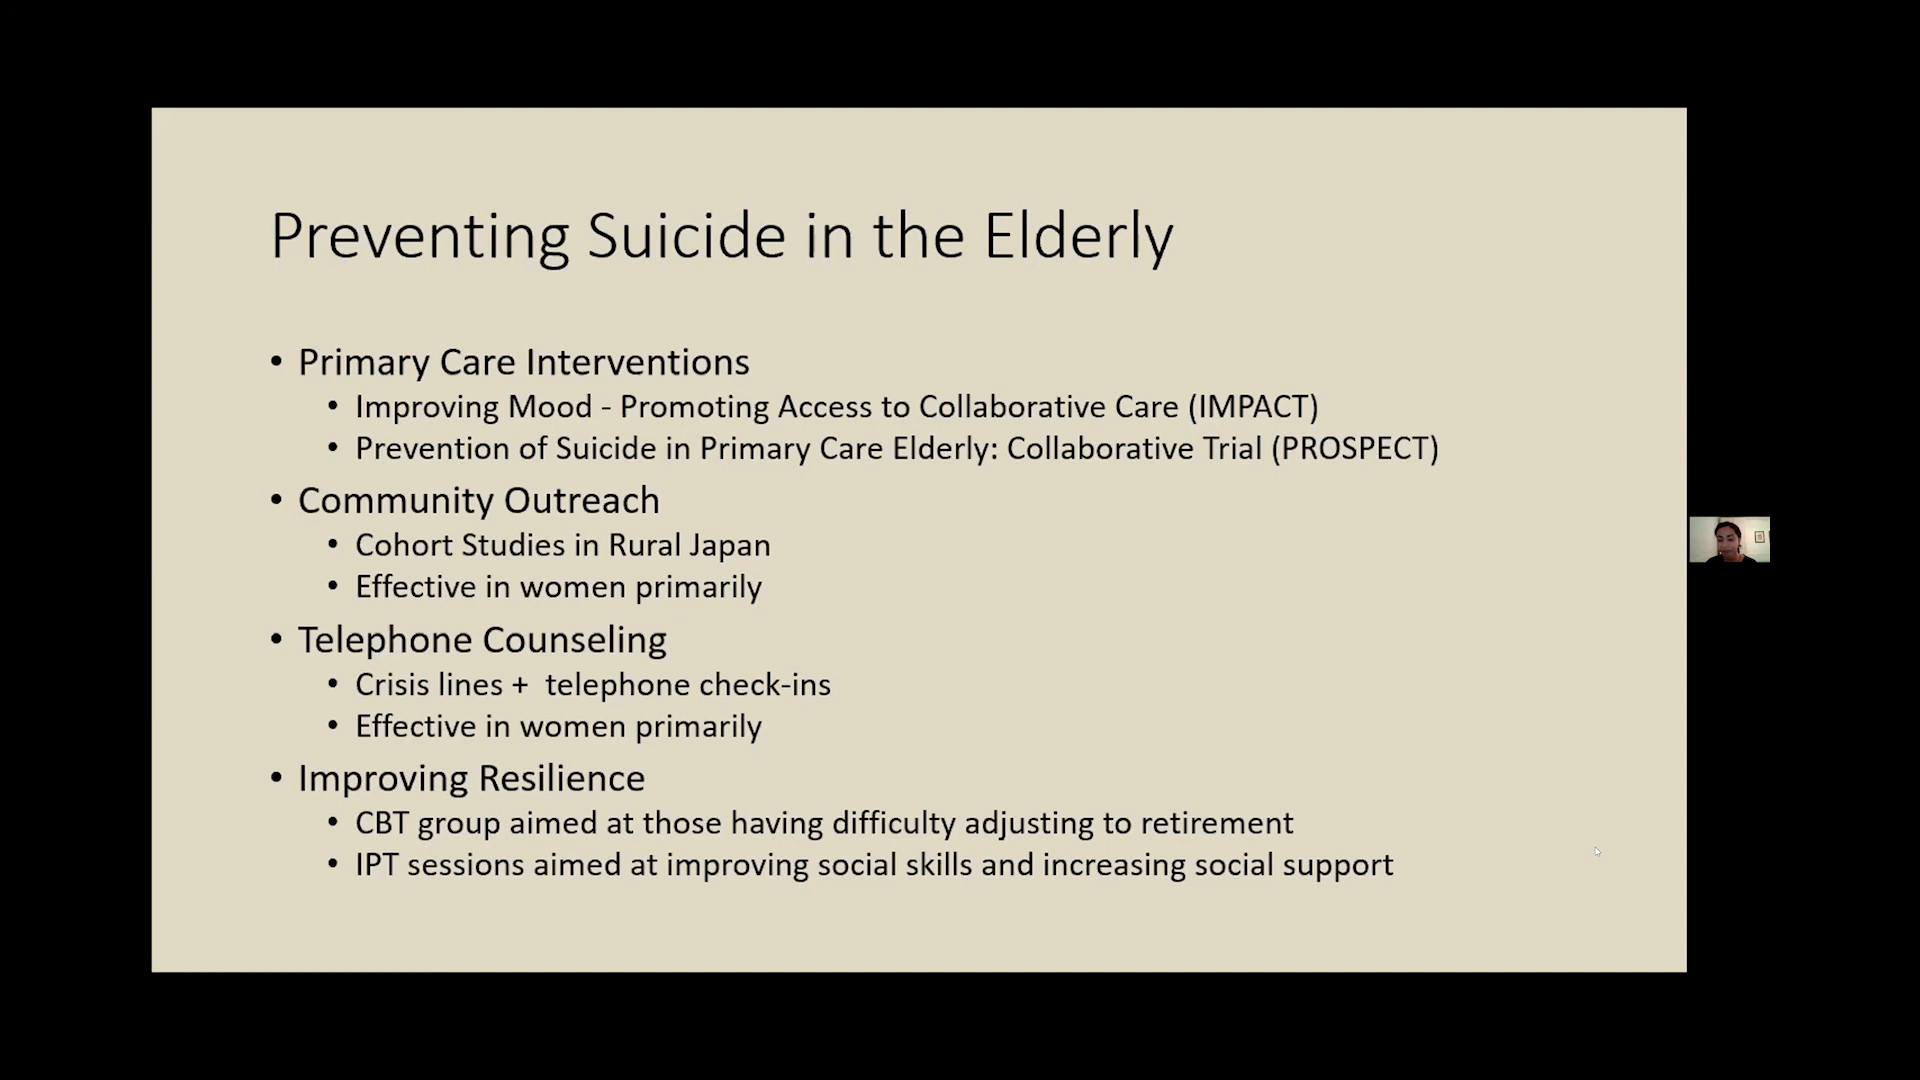 Preventing Suicide in the Elderly
• Primary Care Interventions
• Improving Mood - Promoting Access to Collaborative Care (IMPACT)
• Prevention of Suicide in Primary Care Elderly: Collaborative Trial (PROSPECT)
• Community Outreach
• Cohort Studies in Rural Japan
• Effective in women primarily
• Telephone Counseling
• Crisis lines +  telephone check-ins
• Effective in women primarily
• Improving Resilience
• CBT group aimed at those having difficulty adjusting to retirement
• IPT sessions aimed at improving social skills and increasing social support